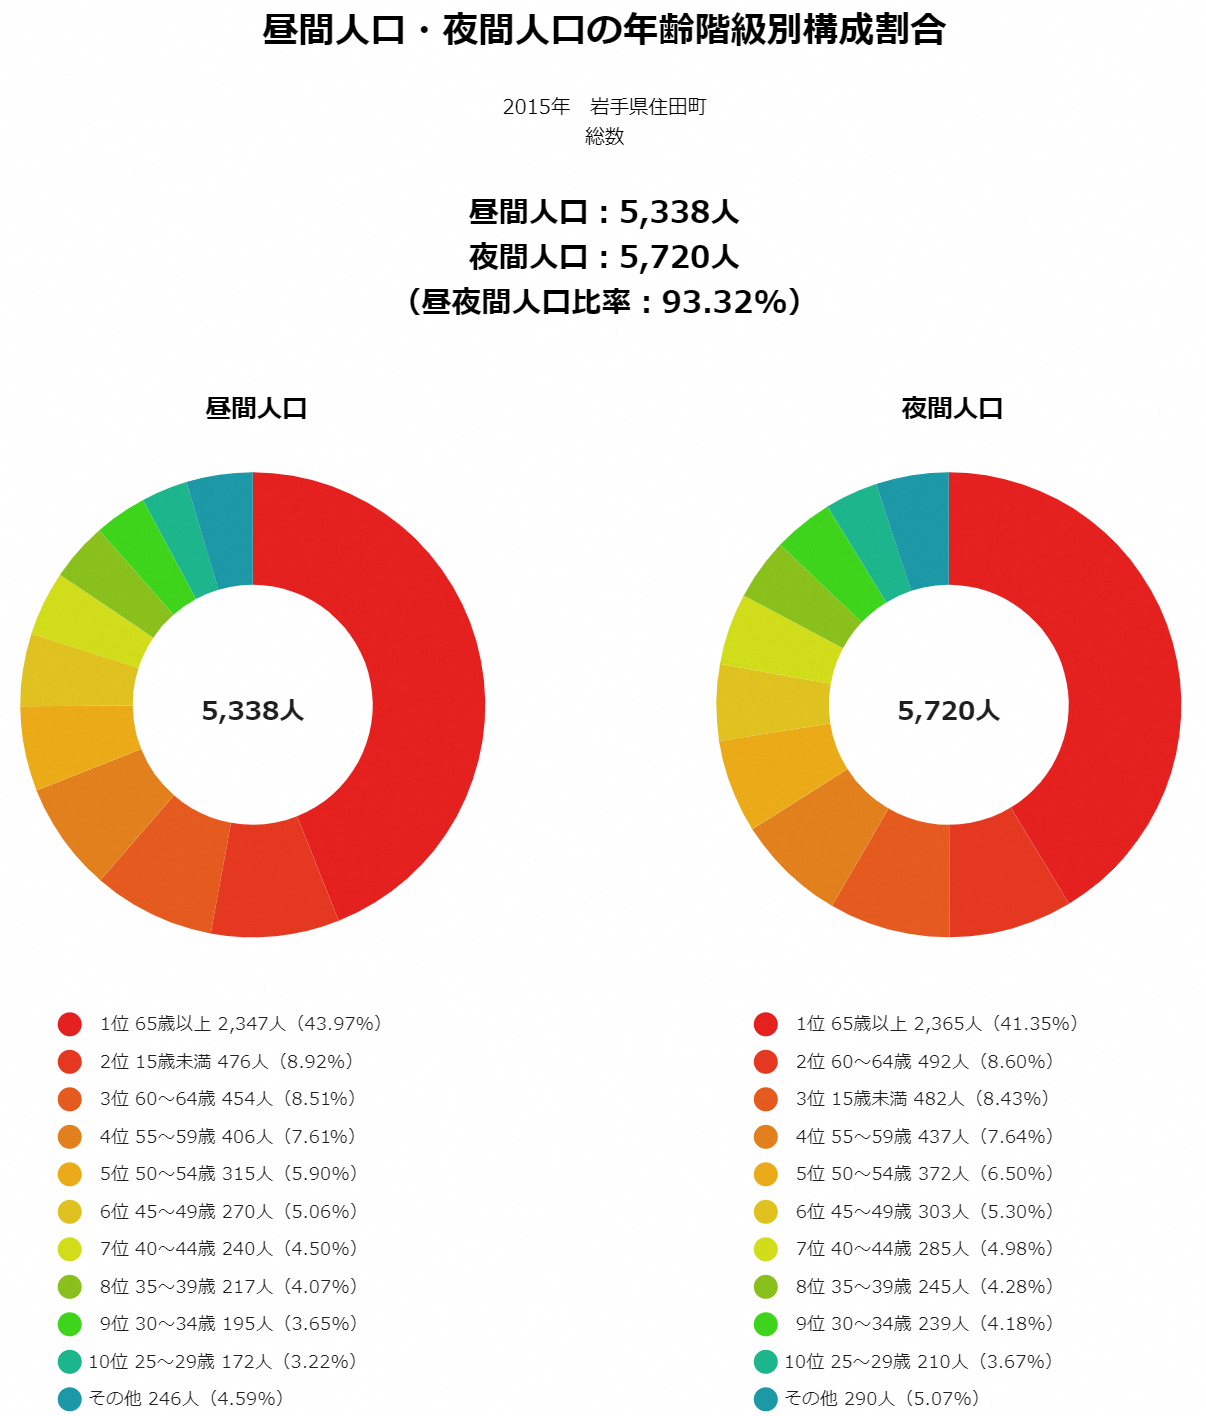 昼間人口・夜間人口の年齢階級別構成割合
2015年　岩手県住田町
総数
昼間人口：5,338人
夜間人口：5,720人
（昼夜間人口比率：93.32%）
昼間人口
5,338人
1位 65歳以上 2,347人（43.97%）
2位 15歳未満 476人（8.92%）
3位 60～64歳 454人（8.51%）
4位 55～59歳 406人（7.61%）
5位 50～54歳 315人（5.90%）
6位 45～49歳 270人（5.06%）
7位 40～44歳 240人（4.50%）
8位 35～39歳 217人（4.07%）
9位 30～34歳 195人（3.65%）
10位 25～29歳 172人（3.22%）
その他 246人（4.59%）
夜間人口
5,720人
1位 65歳以上 2,365人（41.35%）
2位 60～64歳 492人（8.60%）
3位 15歳未満 482人（8.43%）
4位 55～59歳 437人（7.64%）
5位 50～54歳 372人（6.50%）
6位 45～49歳 303人（5.30%）
7位 40～44歳 285人（4.98%）
8位 35～39歳 245人（4.28%）
9位 30～34歳 239人（4.18%）
10位 25～29歳 210人（3.67%）
その他 290人（5.07%）